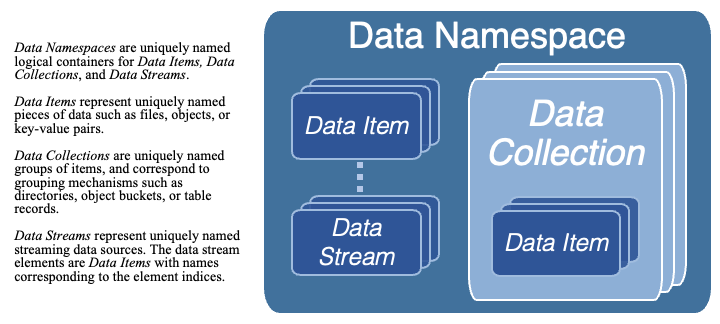 Data Namespaces are uniquely named
logical containers for Data Items, Data
Collections, and Data Streams.
Data Items represent uniquely named
pieces of data such as files, objects, or
key-value pairs.
Data Collections are uniquely named
groups of items, and correspond to
grouping mechanisms such as
directories, object buckets, or table
records.
Data Streams represent uniquely named
streaming data sources. The data stream
elements are Data Items with names
corresponding to the element indices.
Data Namespace
Data Item
Data
Stream
Data
Collection
Data Item